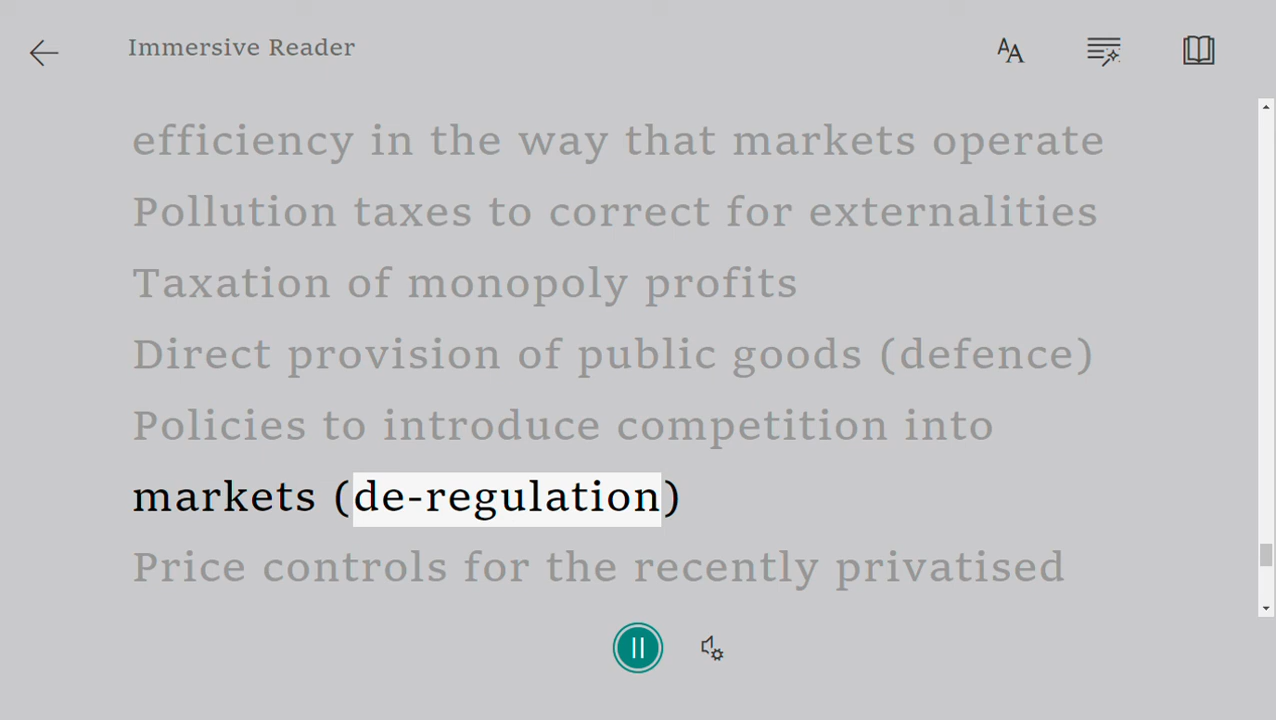 Immersive Reader
efficiency in the way that markets operate
Pollution taxes to correct for externalities
Taxation of monopoly profits
Direct provision of public goods (defence)
Policies to introduce competition into
markets (de-regulation)
Price controls for the recently privatised